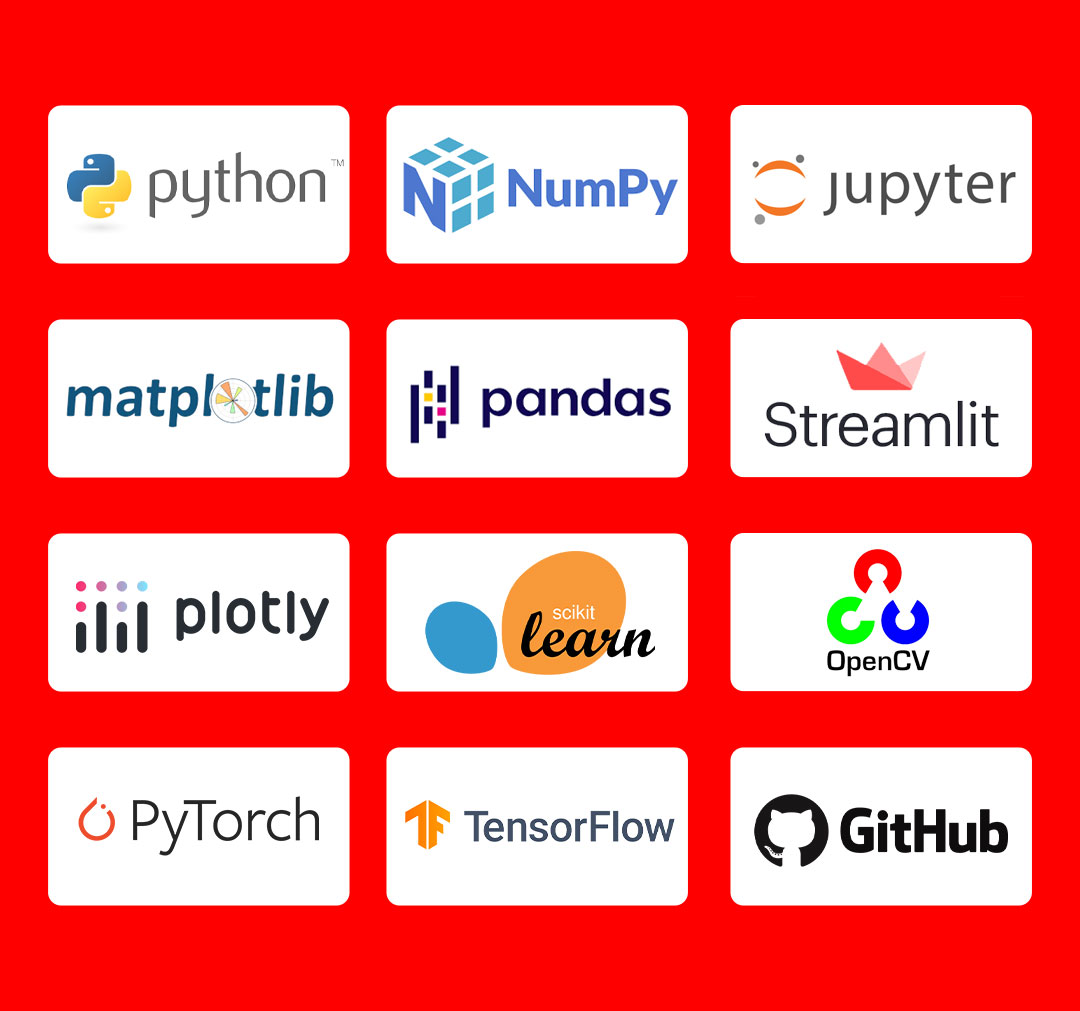 python™
NumPy
jupyter
matplotlib
pandas
Streamlit
plotly
scikit
learn
OpenCV
PyTorch
TensorFlow
GitHub